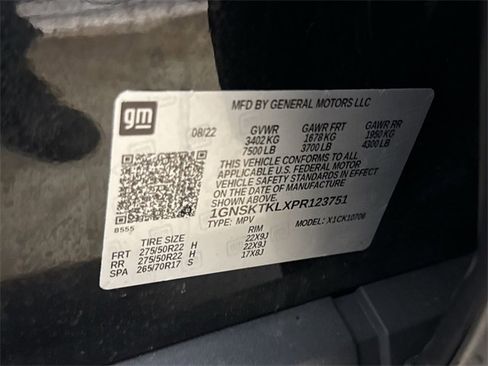 gm
MFD BY GENERAL MOTORS LLC
08/22 GVWR GAWR FRT GAWR RR
3402 KG 1678 KG 1950 KG
7500 LB 3700 LB 4300 LB
THIS VEHICLE CONFORMS TO ALL
APPLICABLE U.S. FEDERAL MOTOR
VEHICLE SAFETY STANDARDS IN EFFECT
ON THE DATE OF MANUFACTURE
SHOWN ABOVE.
1GNSKTKLXPR123751
TYPE: MPV MODEL: X1CK10706
B555
TIRE SIZE RIM
FRT 275/50R22 H 22X9J
RR 275/50R22 H 22X9J
SPA 265/70R17 S 17X8J